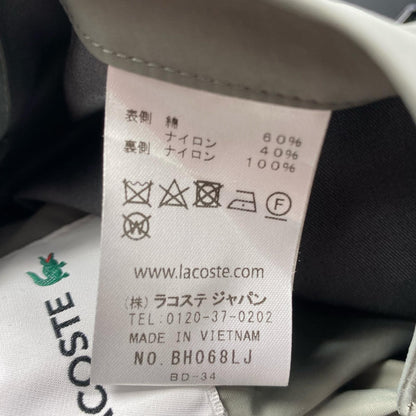 表側 綿 60%
ナイロン 40%
裏側 ナイロン 100%
F
W
www.lacoste.com
(株) ラコステ ジャパン
TEL: 0120-37-0202
MADE IN VIETNAM
NO. BH068LJ
BD-34
LACOSTE